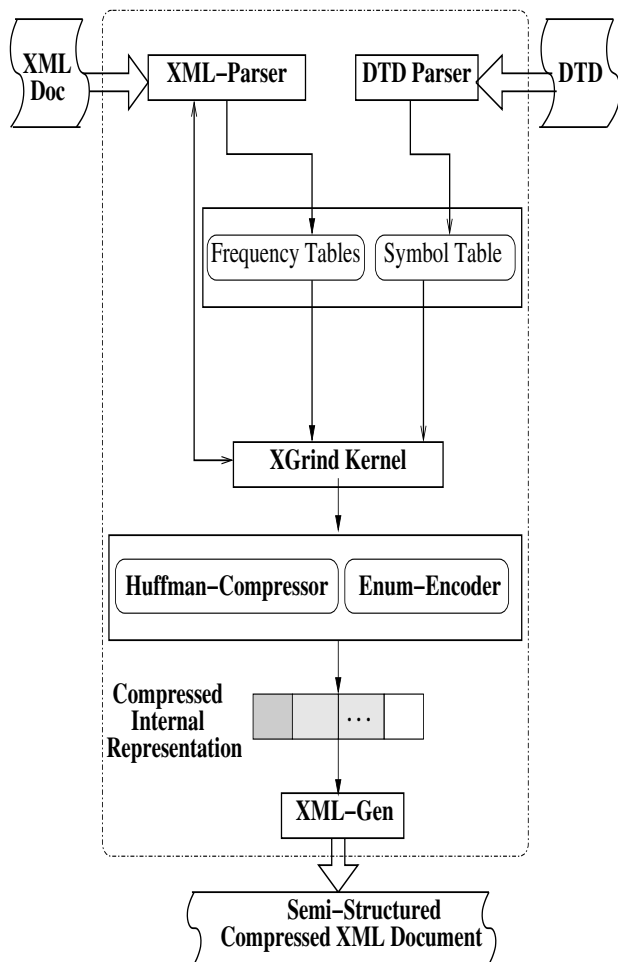 XML
Doc
XML-Parser
DTD Parser
DTD
Frequency Tables
Symbol Table
XGrind Kernel
Huffman-Compressor
Enum-Encoder
Compressed
Internal
Representation
...
XML-Gen
Semi-Structured
Compressed XML Document